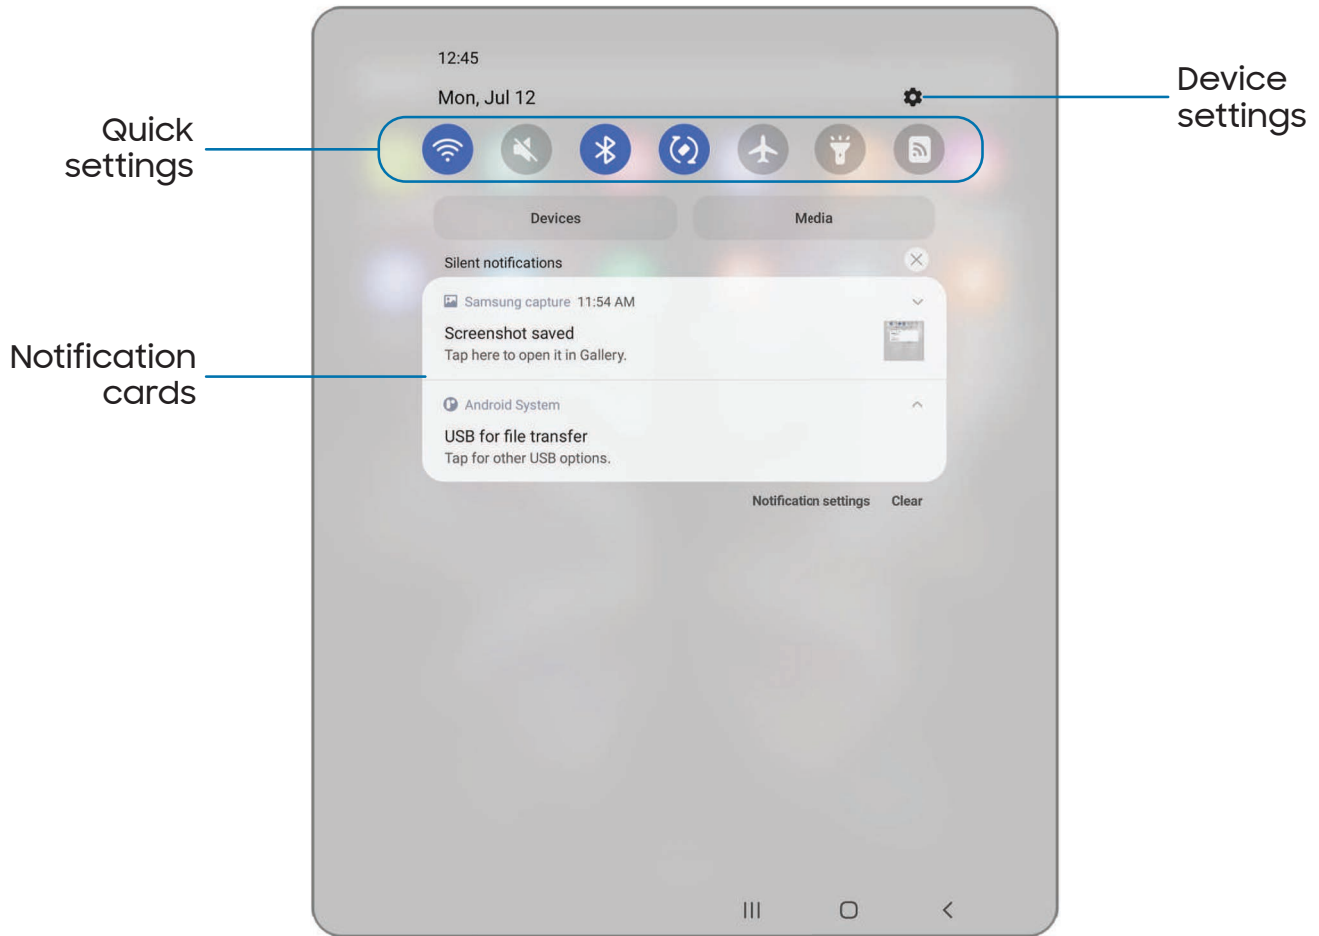 12:45
Mon, Jul 12
Device
settings
Quick
settings
Devices
Media
Silent notifications
Samsung capture 11:54 AM
Screenshot saved
Tap here to open it in Gallery.
Notification
cards
Android System
USB for file transfer
Tap for other USB options.
Notification settings
Clear